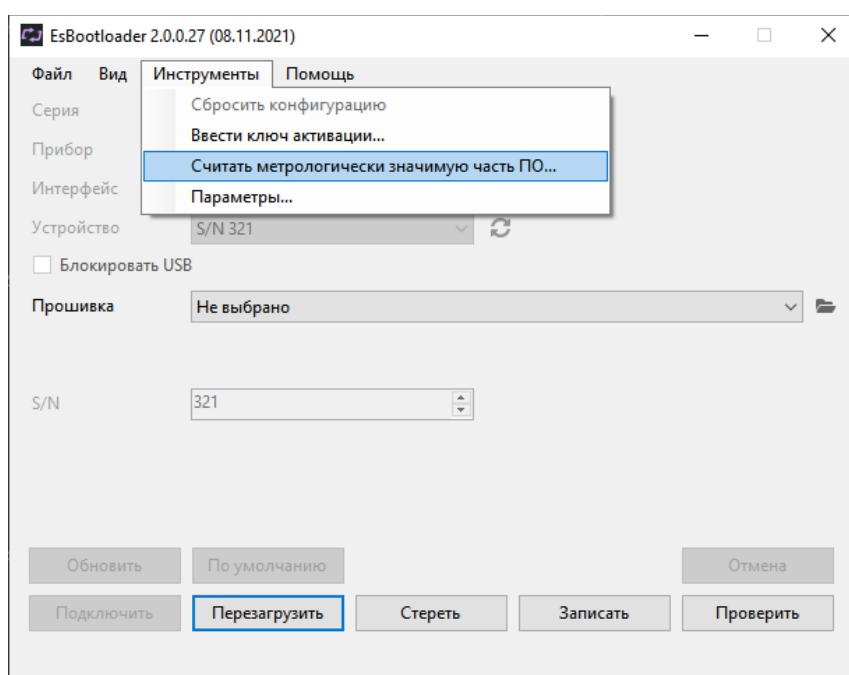 EsBootloader 2.0.0.27 (08.11.2021)
Файл Вид Инструменты Помощь
Серия
Сбросить конфигурацию
Ввести ключ активации...
Прибор
Считать метрологически значимую часть ПО...
Интерфейс
Параметры...
Устройство S/N 321
Блокировать USB
Прошивка Не выбрано
S/N 321
Обновить По умолчанию Отмена
Подключить Перезагрузить Стереть Записать Проверить